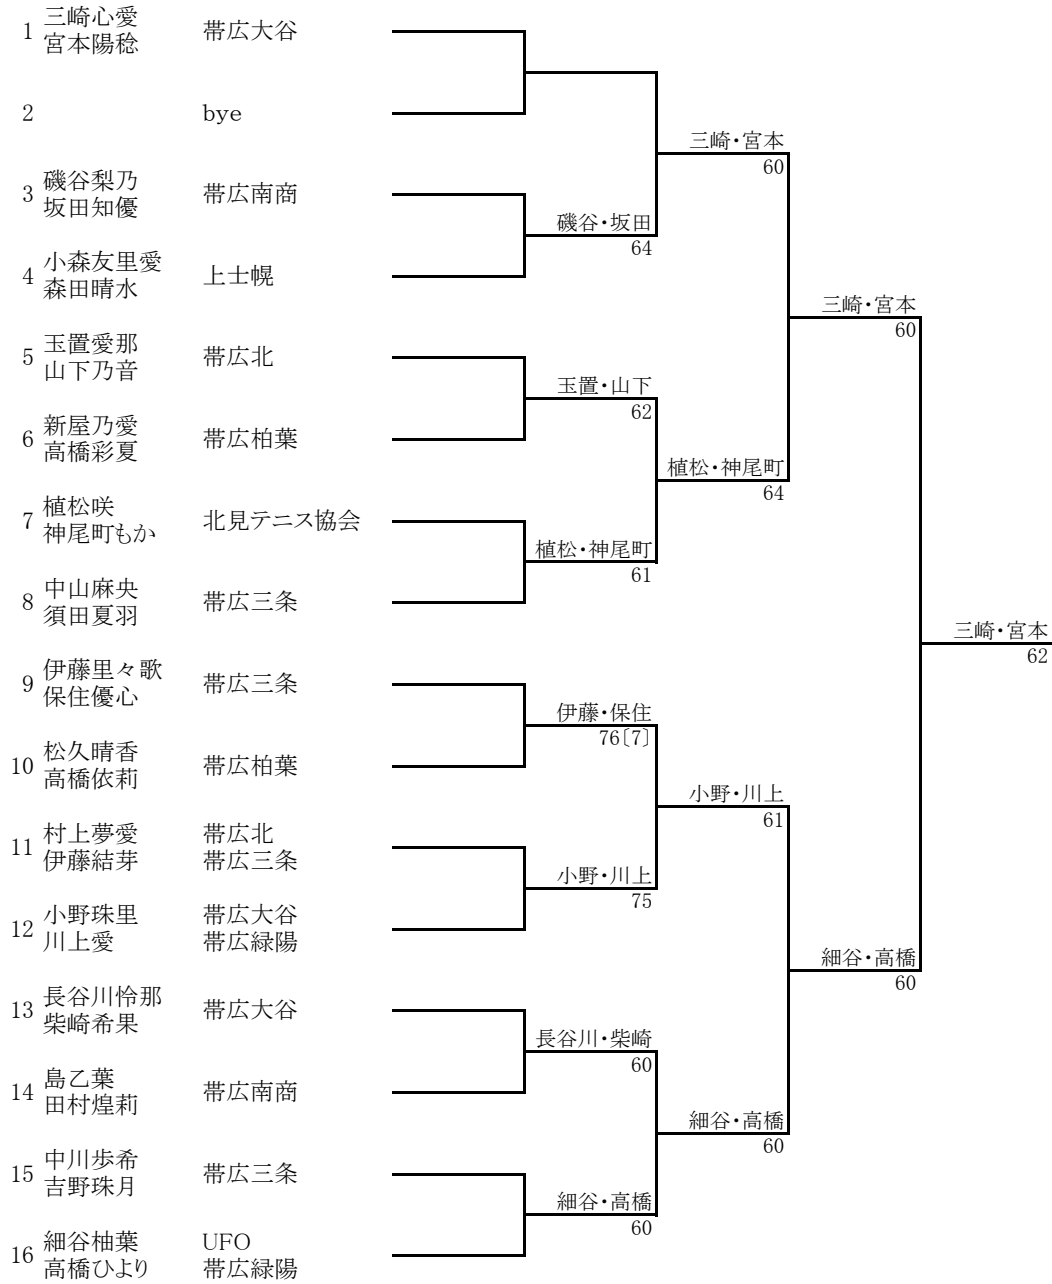 三崎心愛
1 帯広大谷
宮本陽稔
2 bye
三崎・宮本
60
磯谷梨乃
3 帯広南商
坂田知優
磯谷・坂田
64
小森友里愛
4 上士幌
森田晴水
三崎・宮本
60
玉置愛那
5 帯広北
山下乃音
玉置・山下
62
新屋乃愛
6 帯広柏葉
高橋彩夏
植松・神尾町
64
植松咲
7 北見テニス協会
神尾町もか
植松・神尾町
61
中山麻央
8 帯広三条
須田夏羽
三崎・宮本
62
伊藤里々歌
9 帯広三条
保住優心
伊藤・保住
76〔7〕
松久晴香
10 帯広柏葉
高橋依莉
小野・川上
61
村上夢愛 帯広北
11
伊藤結芽 帯広三条
小野・川上
75
小野珠里 帯広大谷
12
川上愛 帯広緑陽
細谷・高橋
60
長谷川怜那
13 帯広大谷
柴崎希果
長谷川・柴崎
60
島乙葉
14 帯広南商
田村煌莉
細谷・高橋
60
中川歩希
15 帯広三条
吉野珠月
細谷・高橋
60
細谷柚葉 UFO
16
高橋ひより 帯広緑陽